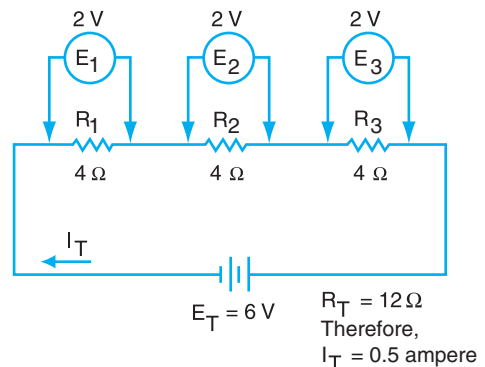 2 V 2 V 2 V
E1 E2 E3
R1 R2 R3
4 Ω 4 Ω 4 Ω
IT
ET = 6 V
RT = 12 Ω
Therefore,
IT = 0.5 ampere